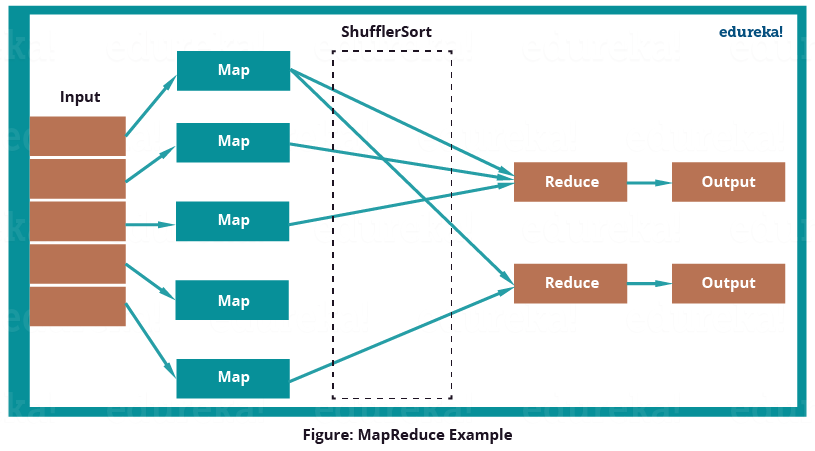 ShufflerSort
edureka!
Input
Map
Map
Map
Map
Map
Reduce
Output
Reduce
Output
Figure: MapReduce Example